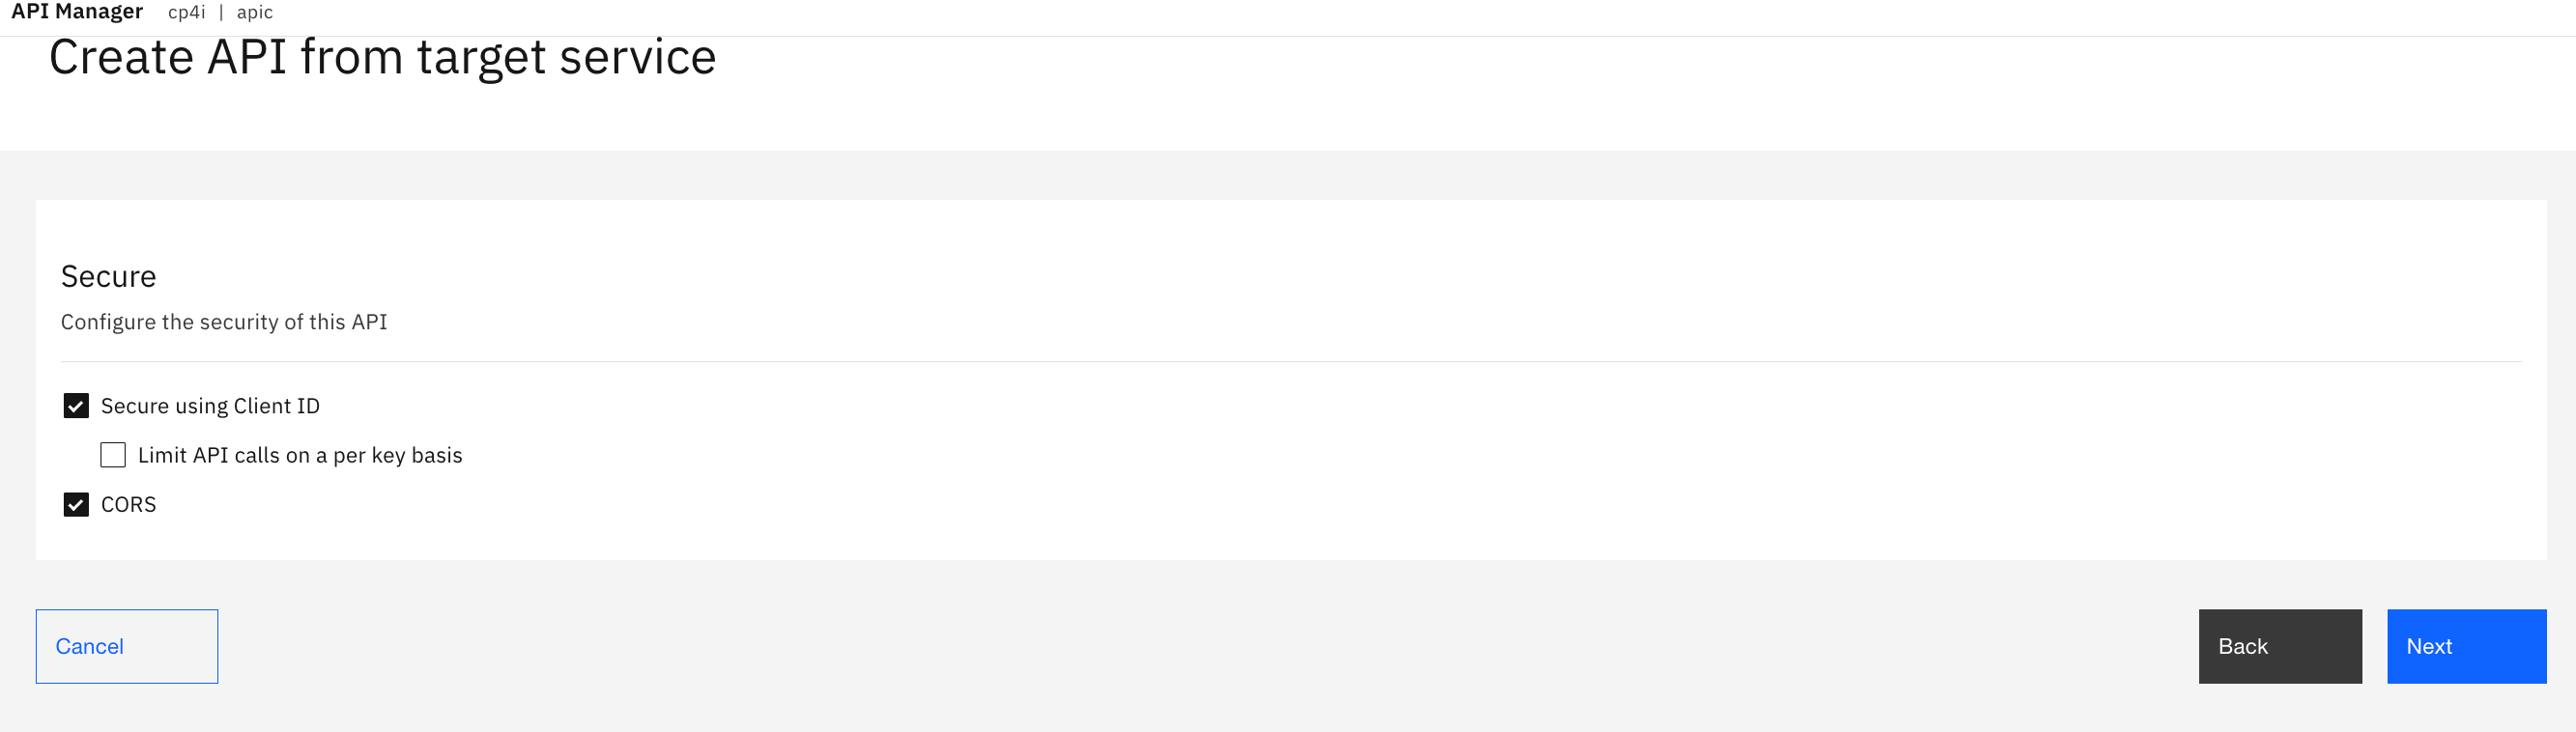 API Manager cp4i | apic
Create API from target service
Secure
Configure the security of this API
Secure using Client ID
Limit API calls on a per key basis
CORS
Cancel Back Next